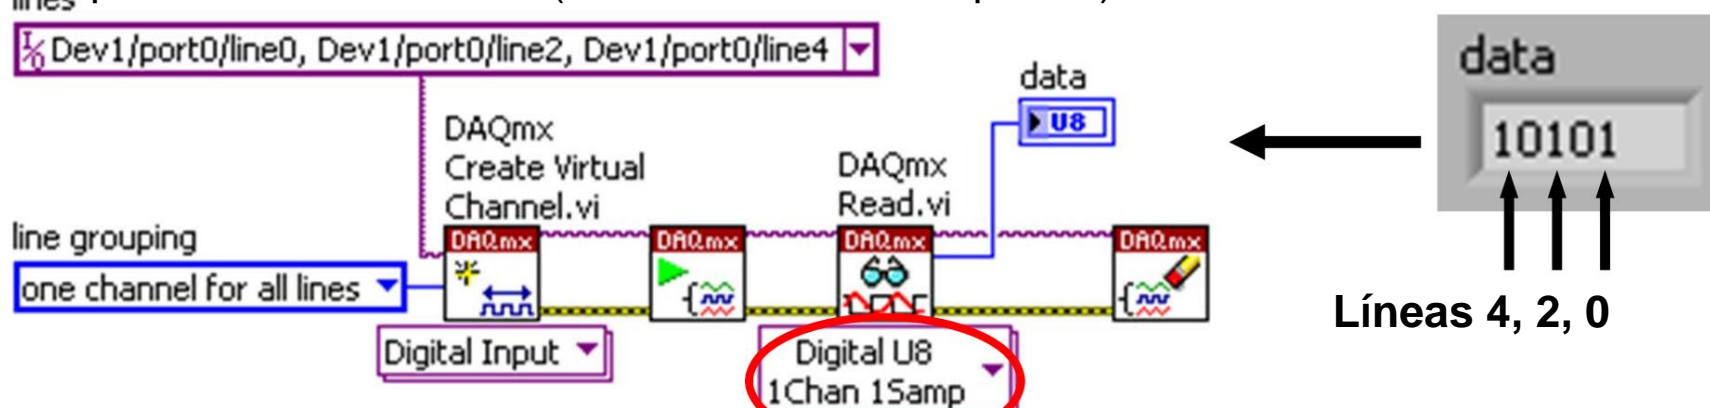 lines
Dev1/port0/line0, Dev1/port0/line2, Dev1/port0/line4
data
U8
DAQmx
Create Virtual
Channel.vi
DAQmx
Read.vi
line grouping
one channel for all lines
DAQmx
DAQmx
DAQmx
DAQmx
Digital Input
Digital U8
1Chan 1Samp
data
10101
Líneas 4, 2, 0